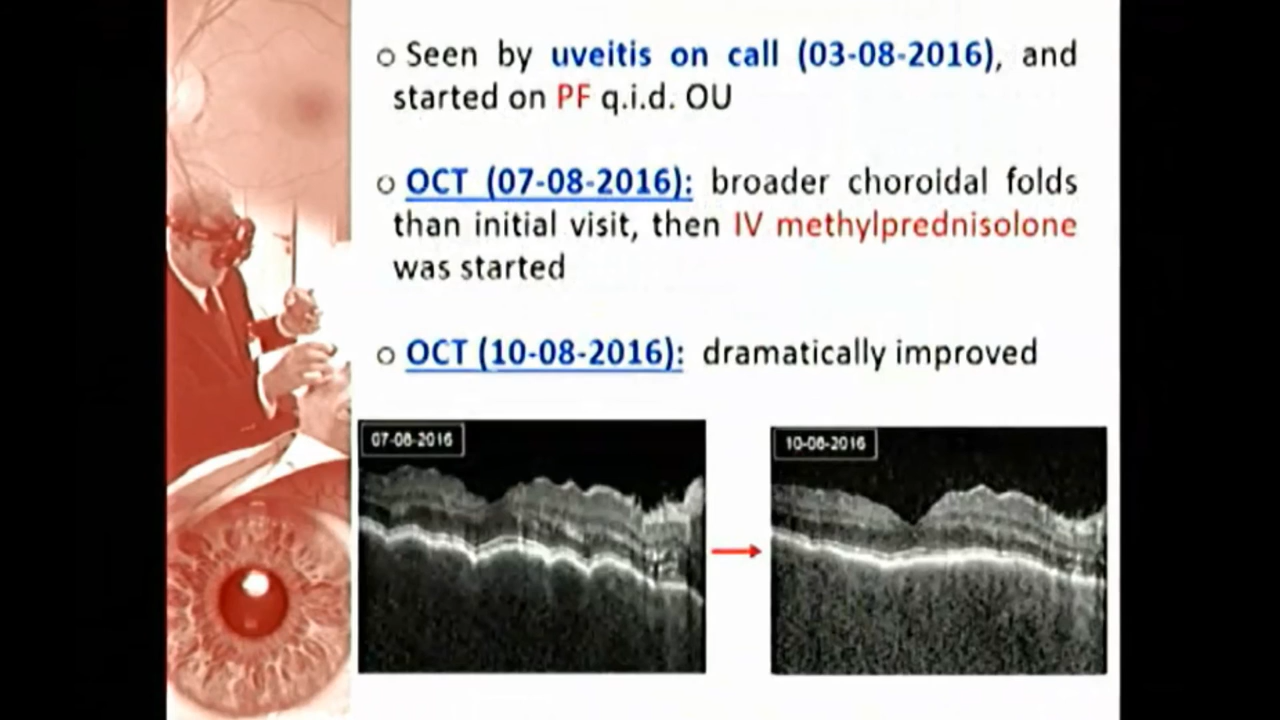 o Seen by uveitis on call (03-08-2016), and
started on PF q.i.d. OU
o OCT (07-08-2016): broader choroidal folds
than initial visit, then IV methylprednisolone
was started
o OCT (10-08-2016): dramatically improved
07-08-2016
10-08-2016